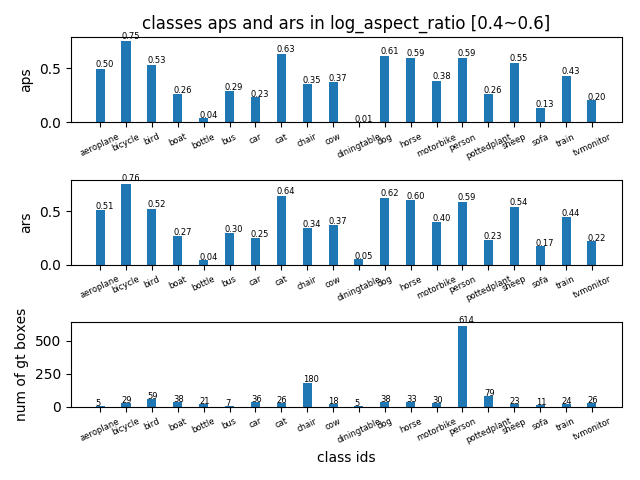 classes aps and ars in log_aspect_ratio [0.4~0.6]
aps
0.5
0.0
0.50 0.75 0.53 0.26 0.04 0.29 0.23 0.63 0.35 0.37 0.01 0.61 0.59 0.38 0.59 0.26 0.55 0.13 0.43 0.20
aeroplane bicycle bird boat bottle bus car cat chair cow diningtable dog horse motorbike person pottedplant sheep sofa train tvmonitor
ars
0.5
0.0
0.51 0.76 0.52 0.27 0.04 0.30 0.25 0.64 0.34 0.37 0.05 0.62 0.60 0.40 0.59 0.23 0.54 0.17 0.44 0.22
aeroplane bicycle bird boat bottle bus car cat chair cow diningtable dog horse motorbike person pottedplant sheep sofa train tvmonitor
num of gt boxes
500
250
0
5 29 59 38 21 7 36 26 180 18 5 38 33 30 614 79 23 11 24 26
aeroplane bicycle bird boat bottle bus car cat chair cow diningtable dog horse motorbike person pottedplant sheep sofa train tvmonitor
class ids